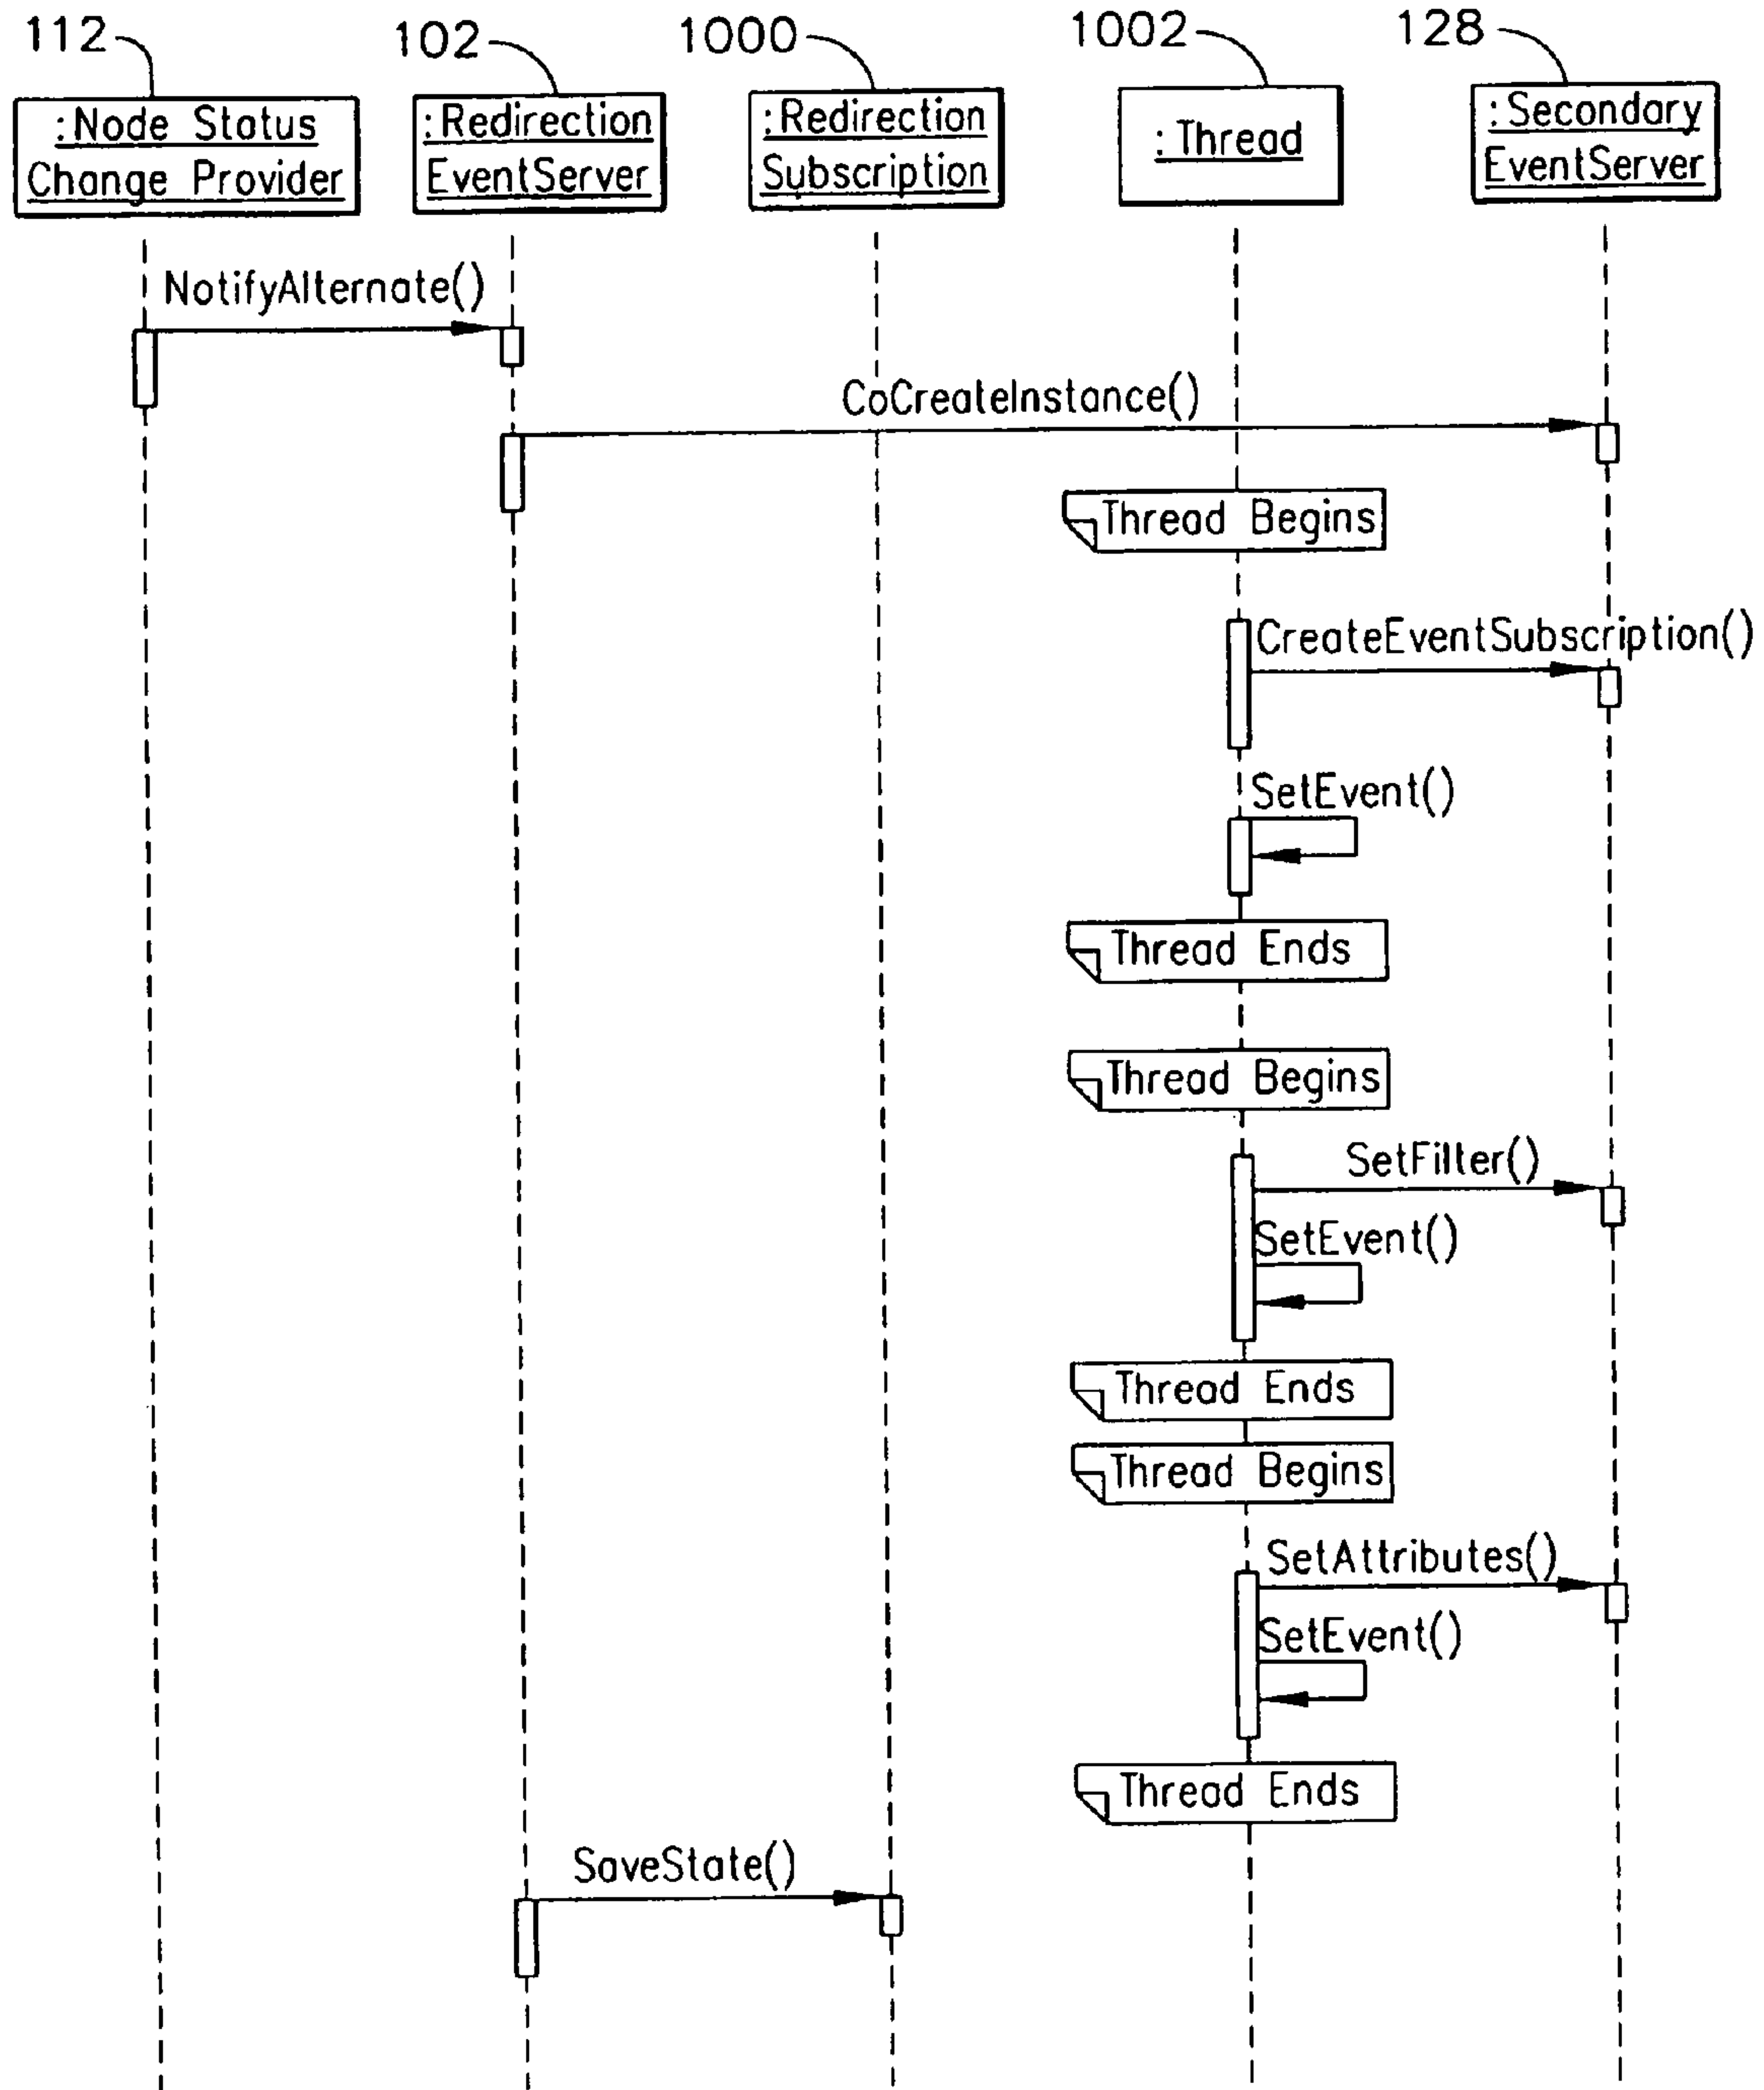 112
102
1000
1002
128
:Node Status
Change Provider
:Redirection
EventServer
:Redirection
Subscription
:Thread
:Secondary
EventServer
NotifyAlternate()
CoCreateInstance()
Thread Begins
CreateEventSubscription()
SetEvent()
Thread Ends
Thread Begins
SetFilter()
SetEvent()
Thread Ends
Thread Begins
SetAttributes()
SetEvent()
Thread Ends
SaveState()